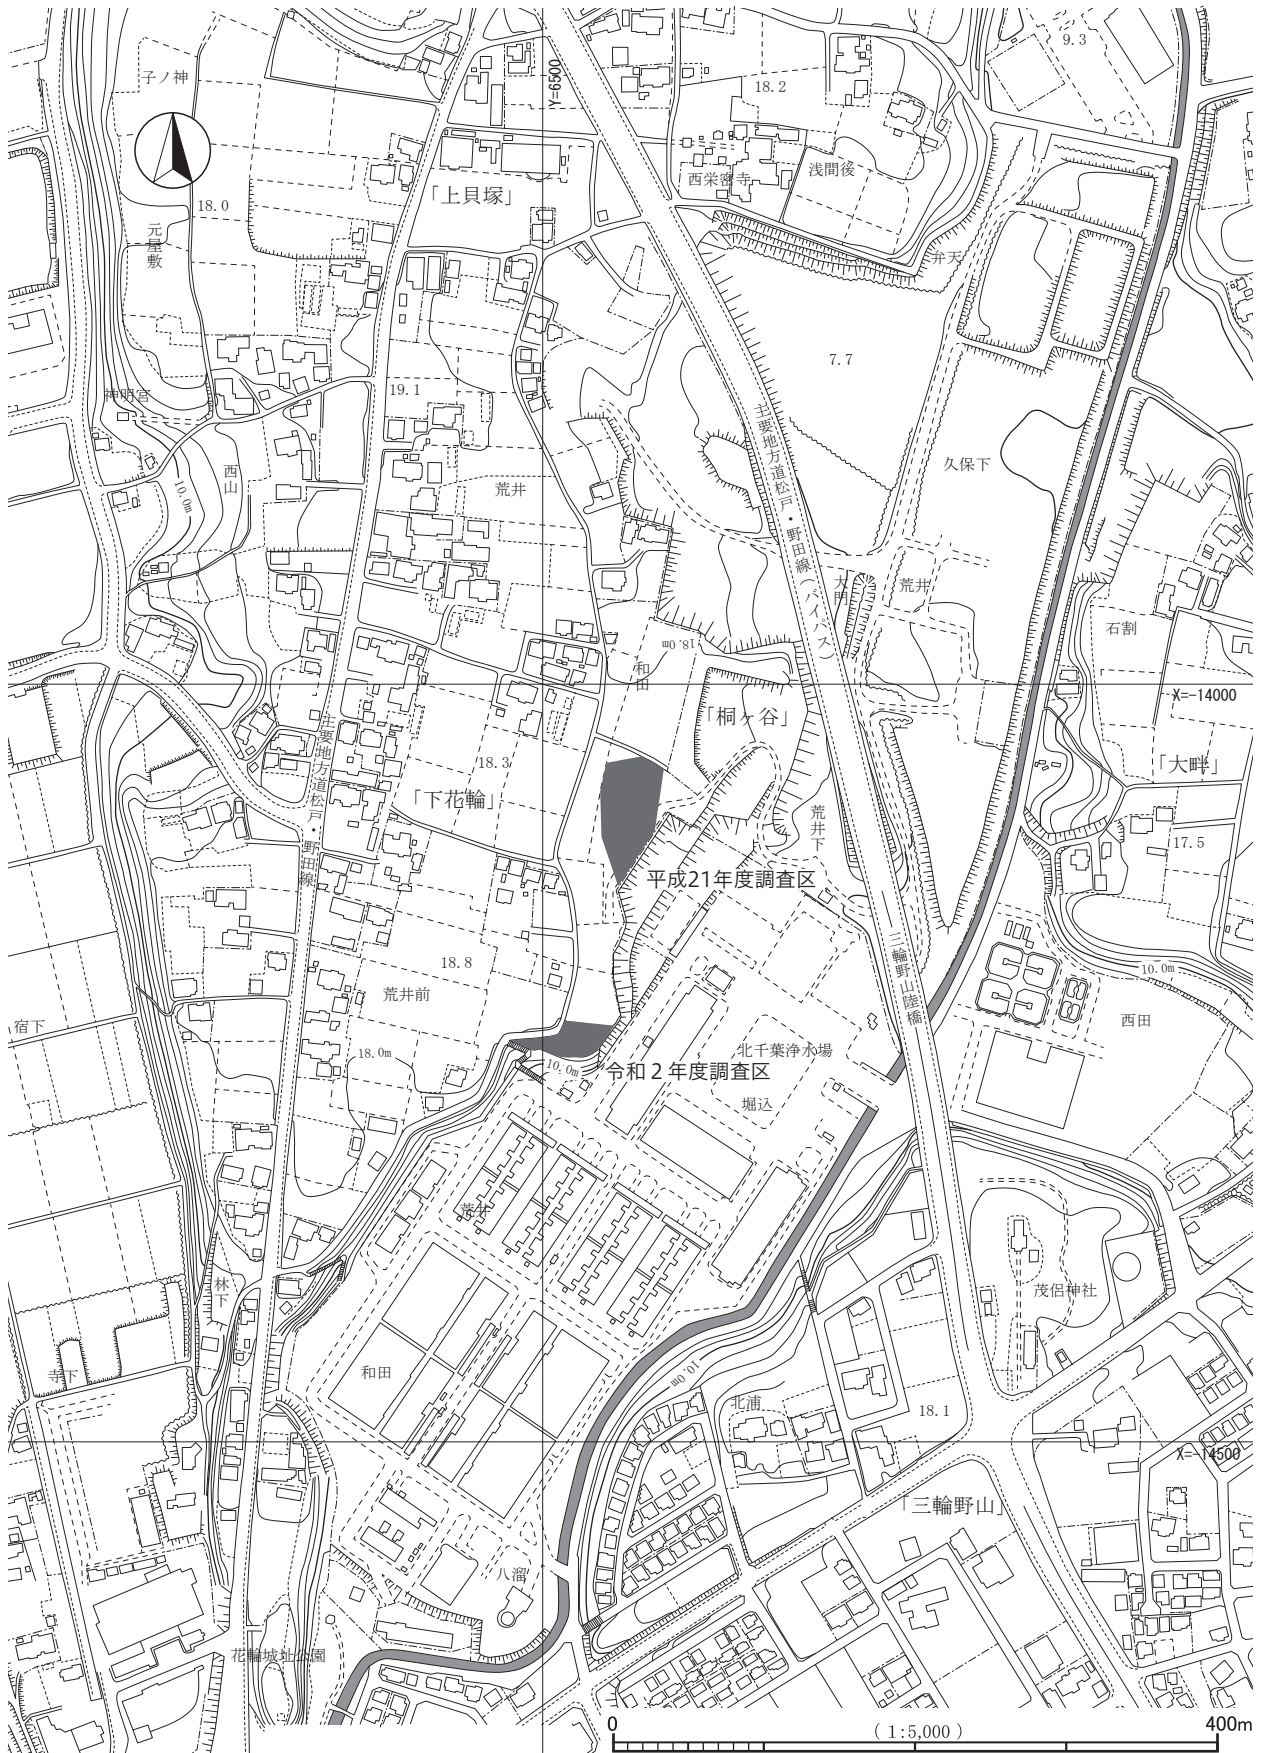 9.3
子ノ神
Y=6500
18.2
「上貝塚」
西栄密寺
浅間後
18.0
元屋敷
弁天
7.7
神明宮
19.1
主要地方道松戸・野田線（バイパス）
久保下
西山
10.0m
荒井
大門
荒井
石割
18.0m
和田
X=-14000
「桐ヶ谷」
主要地方道松戸・野田線
18.3
「大畔」
「下花輪」
荒井下
17.5
平成21年度調査区
18.8
三輪野山陸橋
10.0m
荒井前
宿下
西田
18.0m
北千葉浄水場
10.0m
令和２年度調査区
堀込
荒井
林下
茂侶神社
和田
寺下
10.0m
北浦
18.1
X=-14500
「三輪野山」
八溜
花輪城址公園
0
（1:5,000）
400m